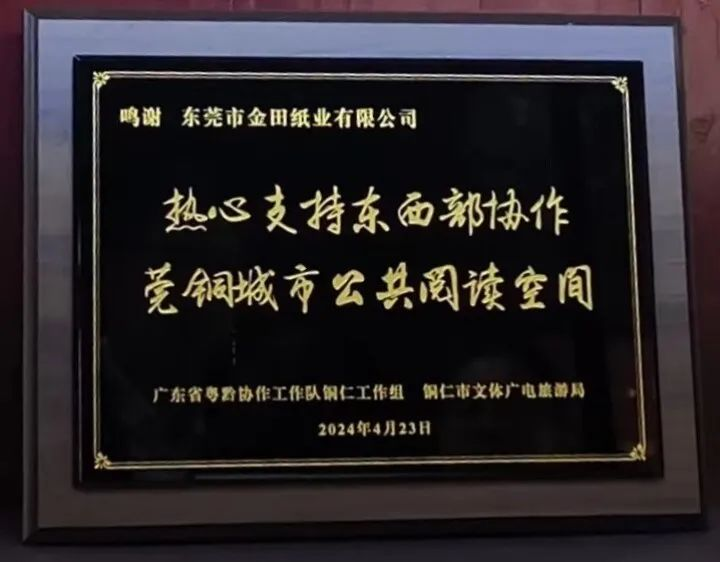 鸣谢 东莞市金田纸业有限公司
热心支持东西部协作
莞铜城市公共阅读空间
广东省粤黔协作工作队铜仁工作组 铜仁市文体广电旅游局
2024年4月23日